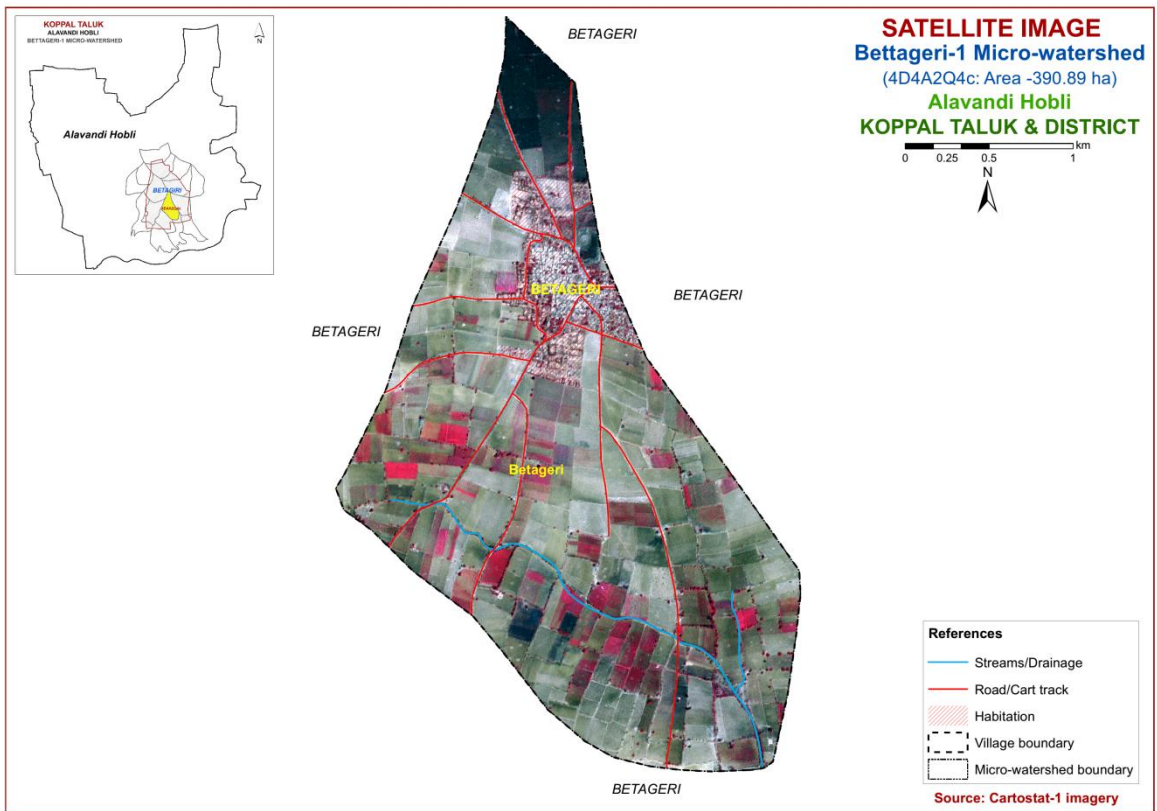 KOPPAL TALUK
ALAVANDI HOBLI
BETTAGERI-1 MICRO-WATERSHED
N
Alavandi Hobli
BETAGIRI
SATELLITE IMAGE
Bettageri-1 Micro-watershed
(4D4A2Q4c: Area -390.89 ha)
Alavandi Hobli
KOPPAL TALUK & DISTRICT
km
0 0.25 0.5 1
N
BETAGERI
BETAGERI
BETAGERI
BETAGERI
Betageri
BETAGERI
References
Streams/Drainage
Road/Cart track
Habitation
Village boundary
Micro-watershed boundary
Source: Cartostat-1 imagery